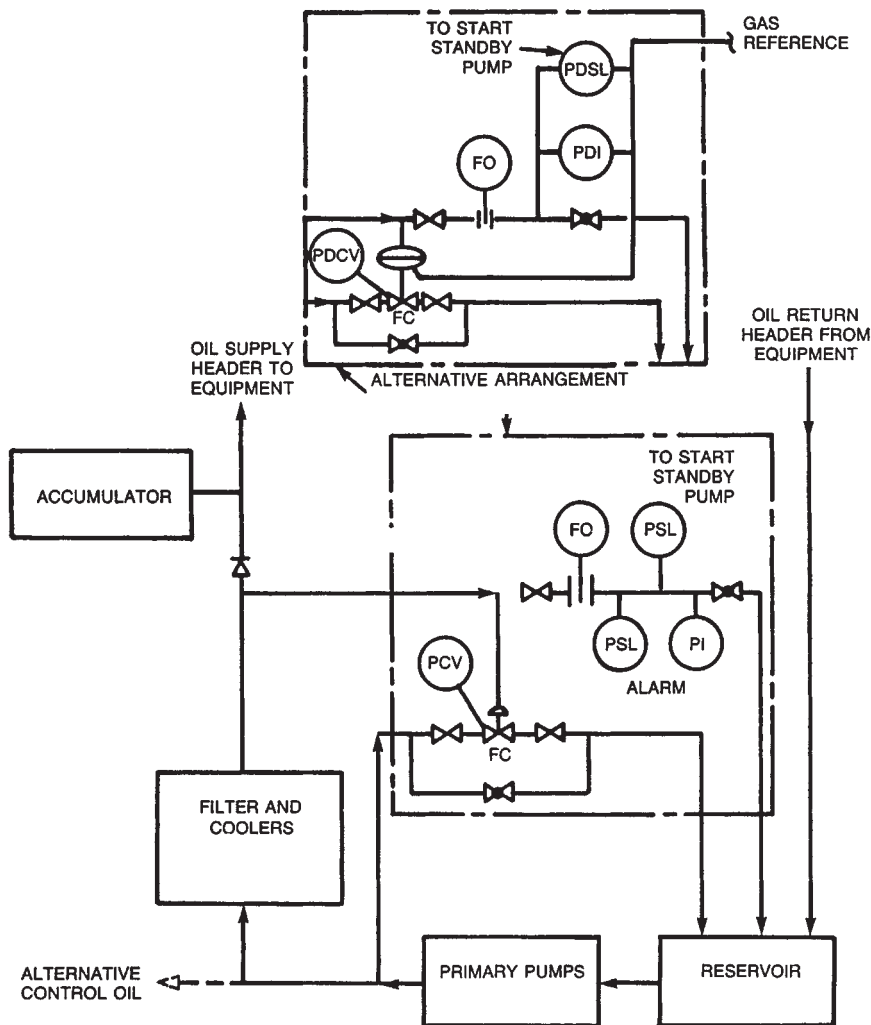 TO START
STANDBY
PUMP
GAS
REFERENCE
PDSL
PDI
FO
PDCV
FC
OIL SUPPLY
HEADER TO
EQUIPMENT
ALTERNATIVE ARRANGEMENT
OIL RETURN
HEADER FROM
EQUIPMENT
TO START
STANDBY
PUMP
ACCUMULATOR
FO
PSL
PSL
PI
ALARM
PCV
FC
FILTER AND
COOLERS
ALTERNATIVE
CONTROL OIL
PRIMARY PUMPS
RESERVOIR